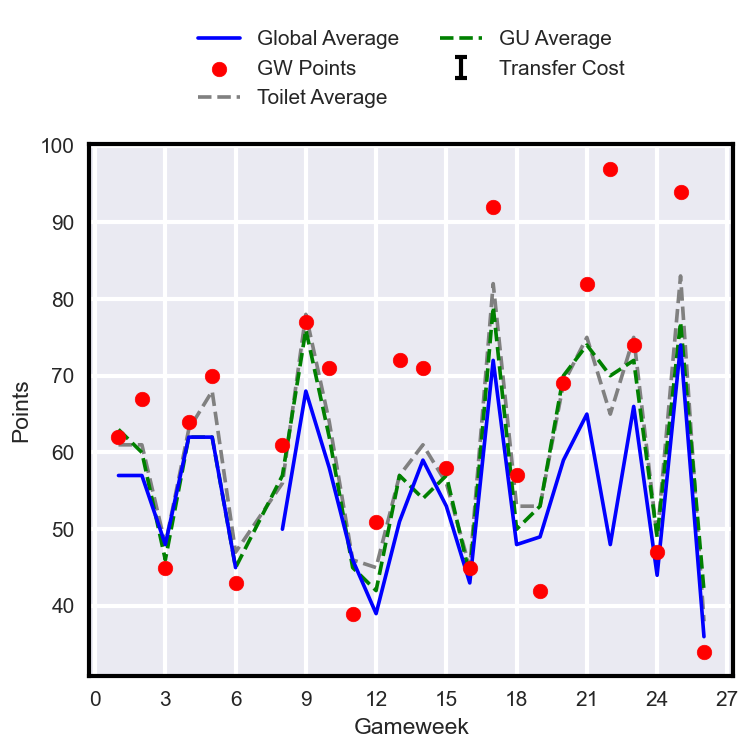 Global Average
GW Points
Toilet Average
GU Average
Transfer Cost
100
90
80
70
60
50
40
Points
0 3 6 9 12 15 18 21 24 27
Gameweek